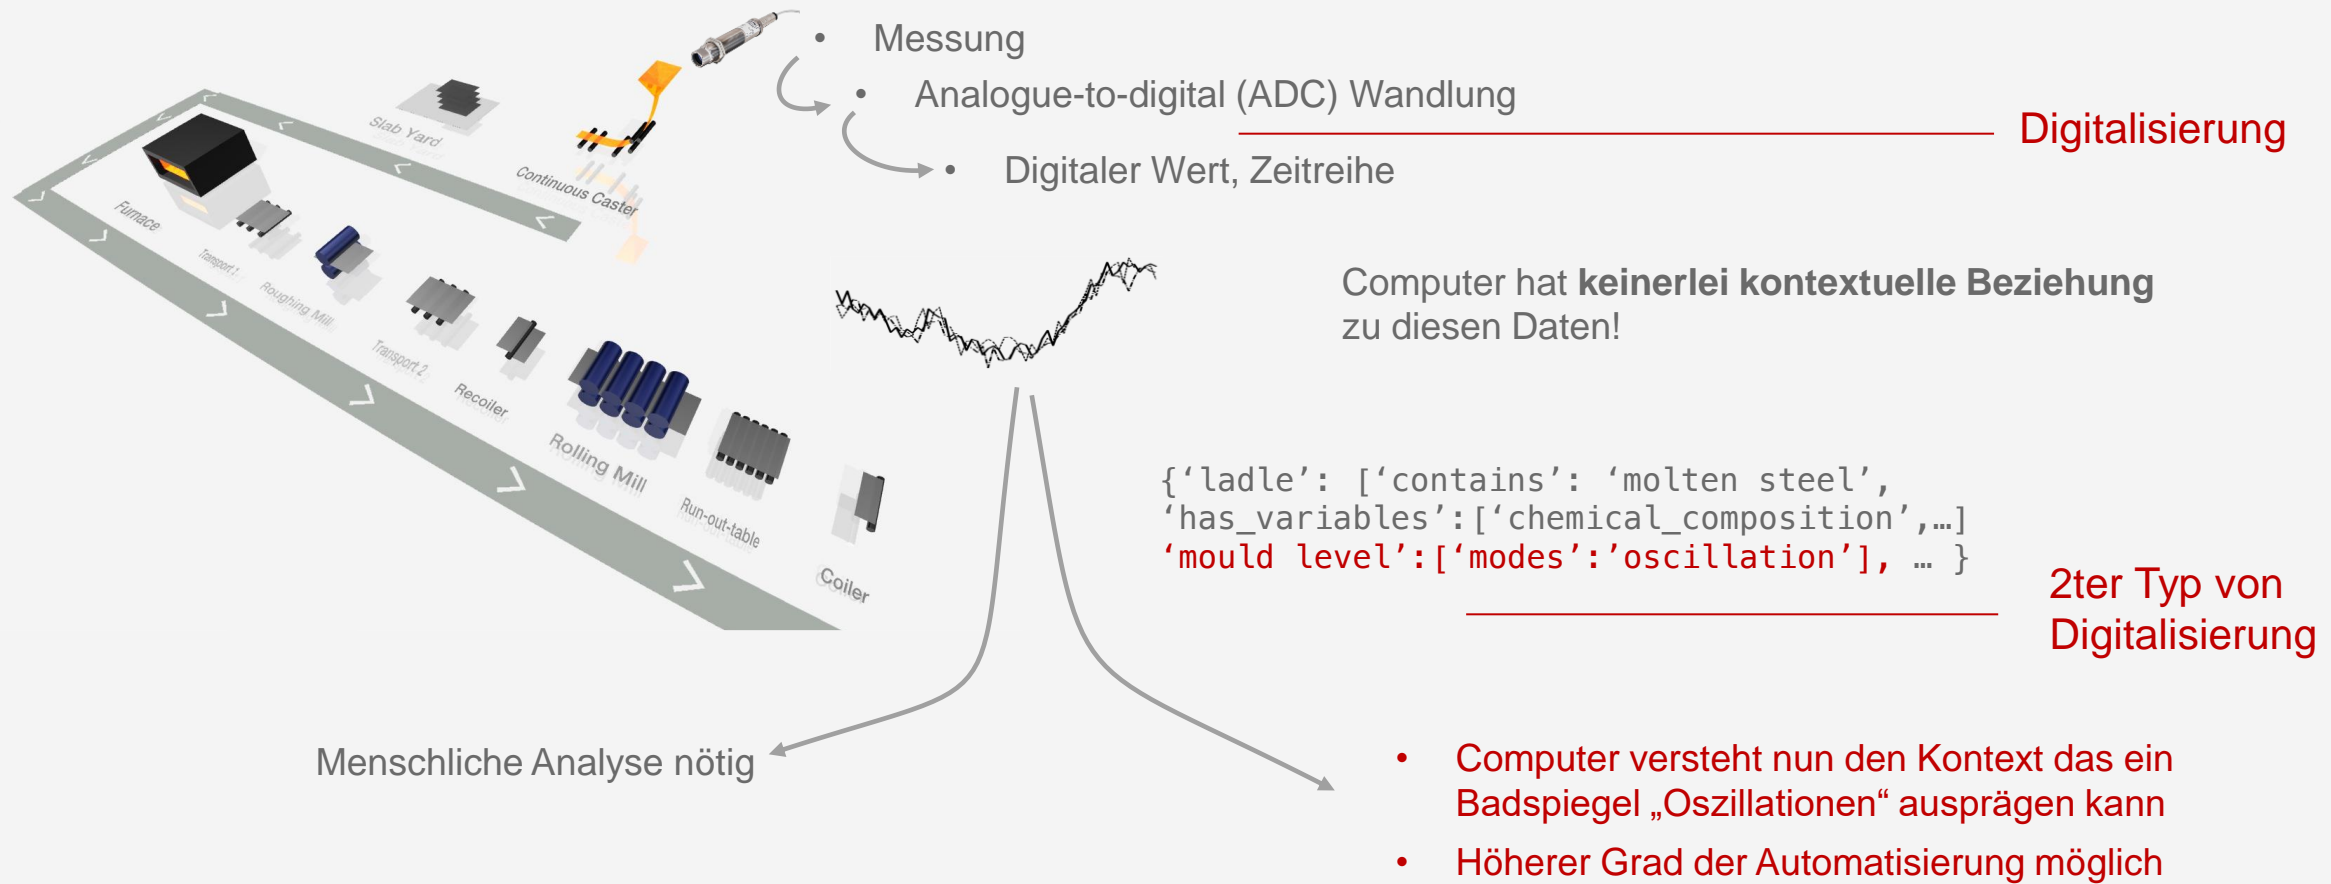 • Messung
• Analogue-to-digital (ADC) Wandlung
Digitalisierung
• Digitaler Wert, Zeitreihe
Slab Yard
Continuous Caster
Furnace
Transport 1
Roughing Mill
Transport 2
Recoiler
Rolling Mill
Run-out-table
Coiler
Computer hat keinerlei kontextuelle Beziehung
zu diesen Daten!
{‘ladle’: [‘contains’: ‘molten steel’,
‘has_variables’:[‘chemical_composition’,…]
‘mould level’:[‘modes’:’oscillation’], … }
2ter Typ von
Digitalisierung
Menschliche Analyse nötig
• Computer versteht nun den Kontext das ein
Badspiegel „Oszillationen“ ausprägen kann
• Höherer Grad der Automatisierung möglich